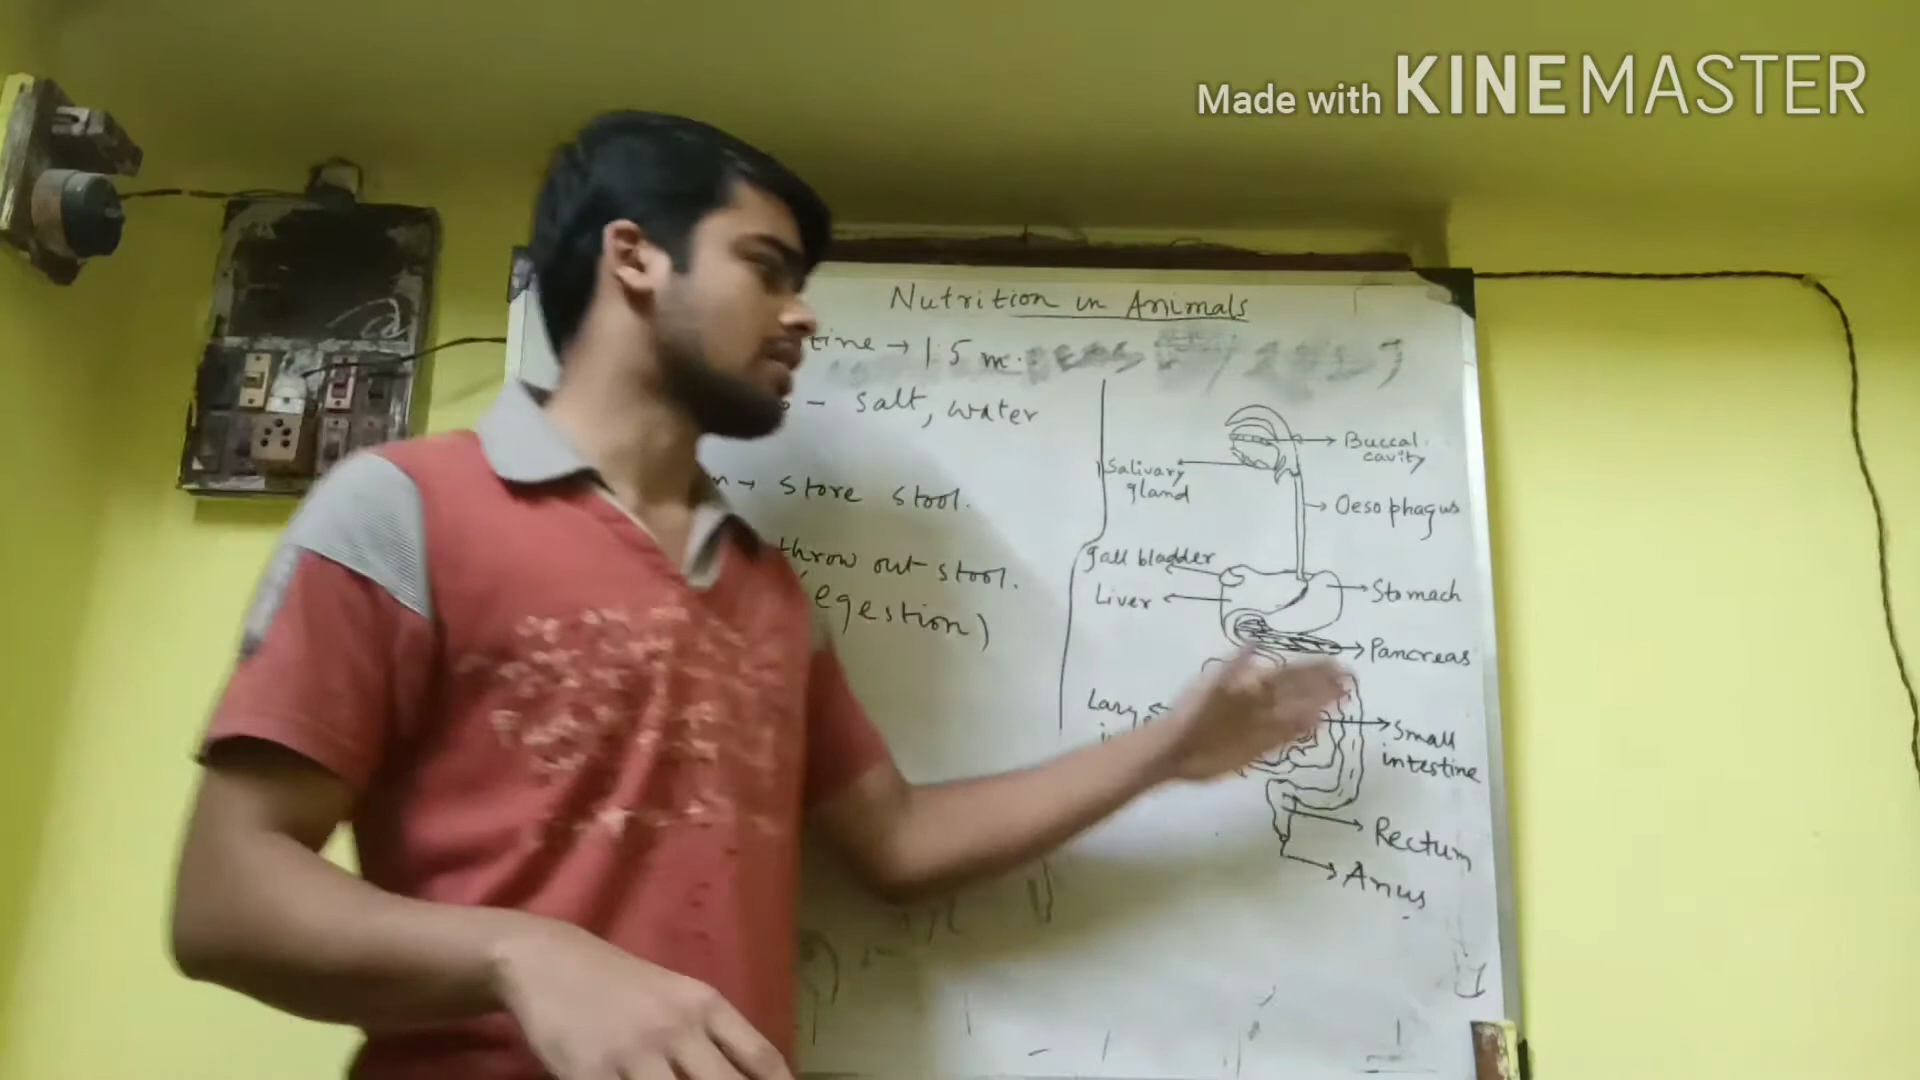 Made with KINEMASTER
Nutrition in Animals
tine → 1.5 m.
- salt, water
→ store stool.
throw out stool.
(egestion)
Buccal
cavity
Salivary
gland
Oesophagus
Gall bladder
Liver
Stomach
Pancreas
Small
intestine
Rectum
Anus